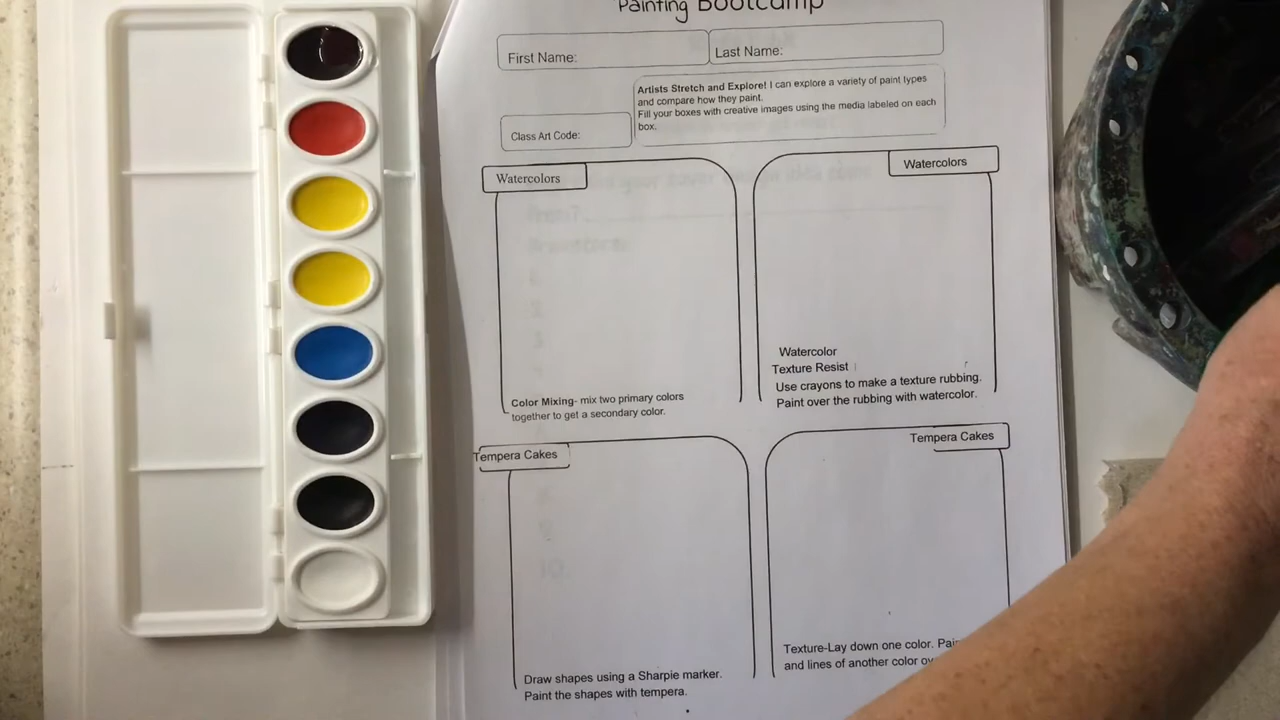 Painting Bootcamp
First Name:
Last Name:
Artists Stretch and Explore! I can explore a variety of paint types
and compare how they paint.
Fill your boxes with creative images using the media labeled on each
box.
Class Art Code:
Watercolors
Color Mixing- mix two primary colors
together to get a secondary color.
Watercolors
Watercolor
Texture Resist
Use crayons to make a texture rubbing.
Paint over the rubbing with watercolor.
Tempera Cakes
Draw shapes using a Sharpie marker.
Paint the shapes with tempera.
Tempera Cakes
Texture-Lay down one color.
and lines of another color